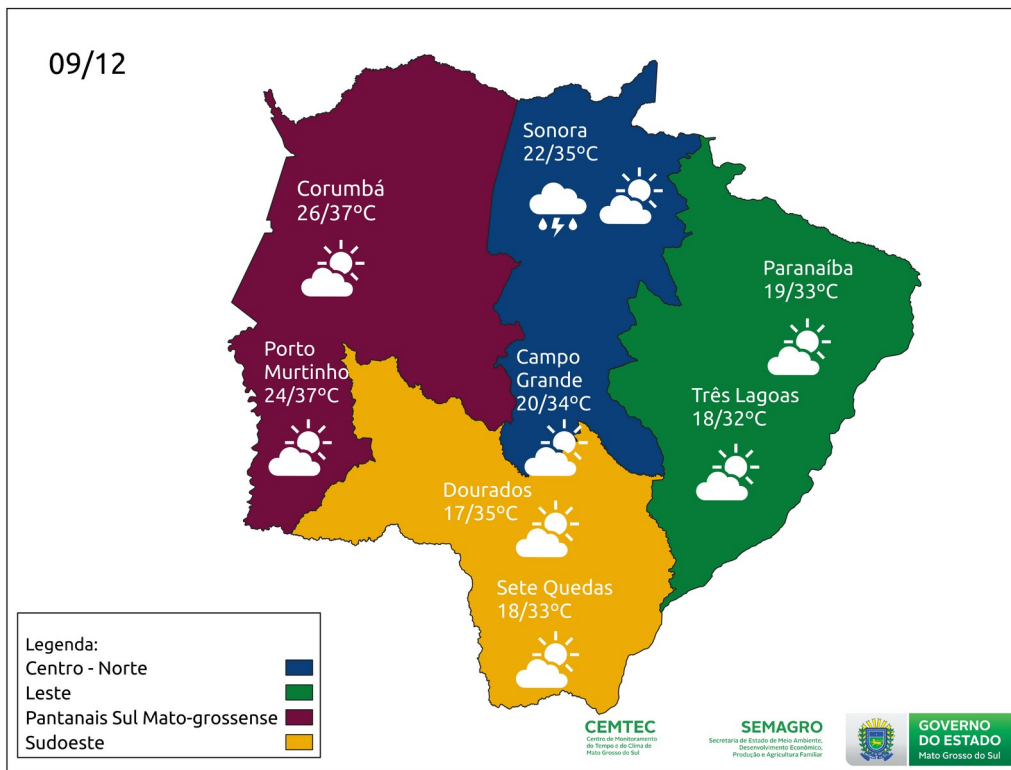 09/12
Sonora
22/35ºC
Corumbá
26/37ºC
Paranaíba
19/33ºC
Porto
Murtinho
24/37ºC
Campo
Grande
20/34ºC
Três Lagoas
18/32ºC
Dourados
17/35ºC
Sete Quedas
18/33ºC
Legenda:
Centro - Norte
Leste
Pantanais Sul Mato-grossense
Sudoeste
CEMTEC
Centro de Monitoramento
do Tempo e do Clima de
Mato Grosso do Sul
SEMAGRO
Secretaria de Estado de Meio Ambiente,
Desenvolvimento Econômico,
Produção e Agricultura Familiar
GOVERNO
DO ESTADO
Mato Grosso do Sul